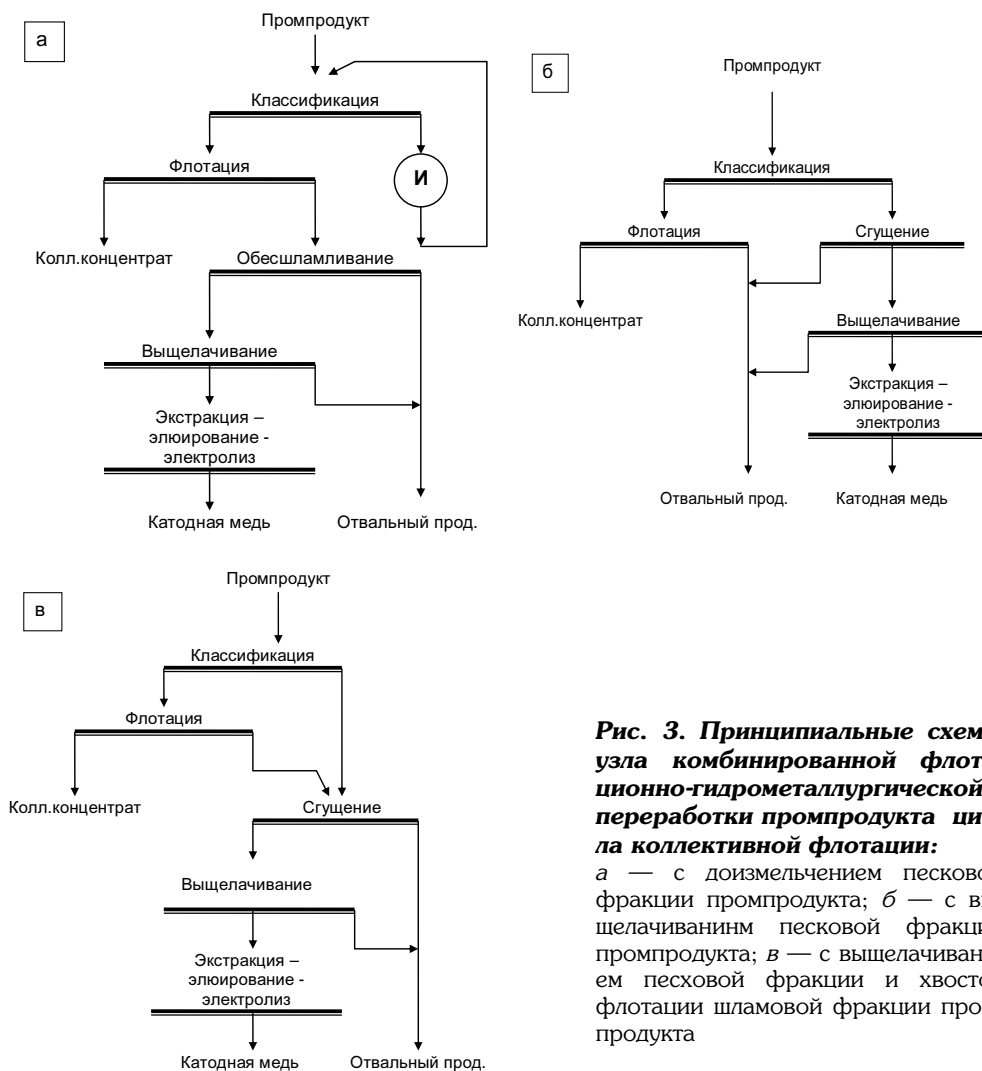 а
Промпродукт
Классификация
Флотация
И
Колл.концентрат
Обесшламливание
Выщелачивание
Экстракция –
элюирование -
электролиз
Катодная медь
Отвальный прод.
б
Промпродукт
Классификация
Флотация
Сгущение
Колл.концентрат
Выщелачивание
Экстракция –
элюирование -
электролиз
Отвальный прод.
Катодная медь
в
Промпродукт
Классификация
Флотация
Колл.концентрат
Сгущение
Выщелачивание
Экстракция –
элюирование -
электролиз
Катодная медь
Отвальный прод.
Рис. 3. Принципиальные схем
узла комбинированной флот
ционно-гидрометаллургической
переработки промпродукта ци
ла коллективной флотации:
а — с доизмельчением песково
фракции промпродукта; б — с в
щелачиванинм песковой фракци
промпродукта; в — с выщелачиван
ем песховой фракции и хвосто
флотации шламовой фракции про
продукта